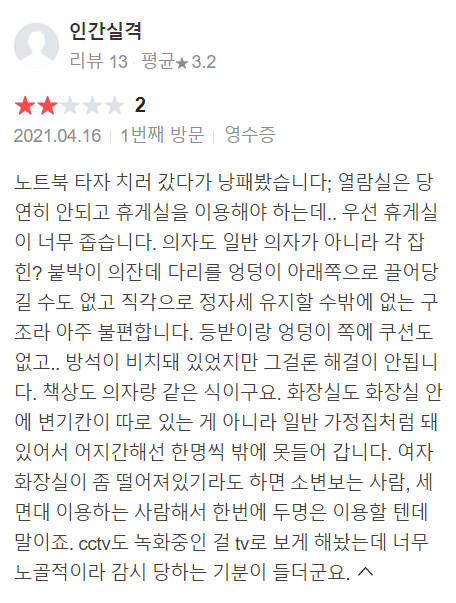 인간실격
리뷰 13 · 평균★3.2
★★★★★ 2
2021.04.16 | 1번째 방문 | 영수증
노트북 타자 치러 갔다가 낭패봤습니다; 열람실은 당
연히 안되고 휴게실을 이용해야 하는데.. 우선 휴게실
이 너무 좁습니다. 의자도 일반 의자가 아니라 각 잡
힌? 붙박이 의잔데 다리를 엉덩이 아래쪽으로 끌어당
길 수도 없고 직각으로 정자세 유지할 수밖에 없는 구
조라 아주 불편합니다. 등받이랑 엉덩이 쪽에 쿠션도
없고.. 방석이 비치돼 있었지만 그걸론 해결이 안됩니
다. 책상도 의자랑 같은 식이구요. 화장실도 화장실 안
에 변기칸이 따로 있는 게 아니라 일반 가정집처럼 돼
있어서 어지간해선 한명씩 밖에 못들어 갑니다. 여자
화장실이 좀 떨어져있기라도 하면 소변보는 사람, 세
면대 이용하는 사람해서 한번에 두명은 이용할 텐데
말이죠. cctv도 녹화중인 걸 tv로 보게 해놨는데 너무
노골적이라 감시 당하는 기분이 들더군요.